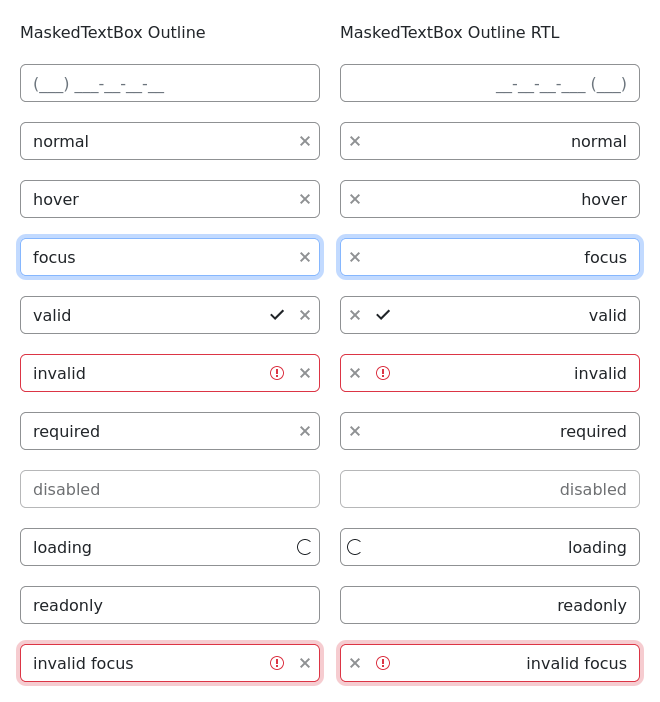 MaskedTextBox Outline
(___) ___-__-__-__
normal
hover
focus
valid
invalid
required
disabled
loading
readonly
invalid focus
MaskedTextBox Outline RTL
__-__-__-___ (___)
normal
hover
focus
valid
invalid
required
disabled
loading
readonly
invalid focus